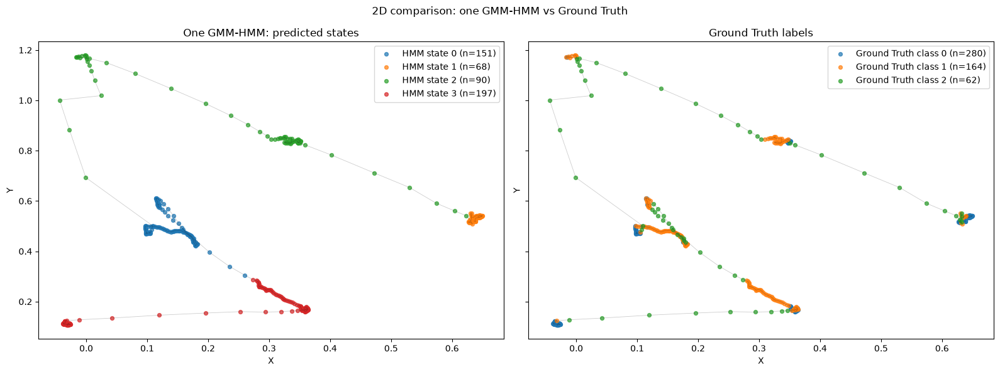 2D comparison: one GMM-HMM vs Ground Truth
One GMM-HMM: predicted states
HMM state 0 (n=151)
HMM state 1 (n=68)
HMM state 2 (n=90)
HMM state 3 (n=197)
1.2
1.0
0.8
0.6
0.4
0.2
Y
0.0 0.1 0.2 0.3 0.4 0.5 0.6
X
Ground Truth labels
Ground Truth class 0 (n=280)
Ground Truth class 1 (n=164)
Ground Truth class 2 (n=62)
Y
0.0 0.1 0.2 0.3 0.4 0.5 0.6
X